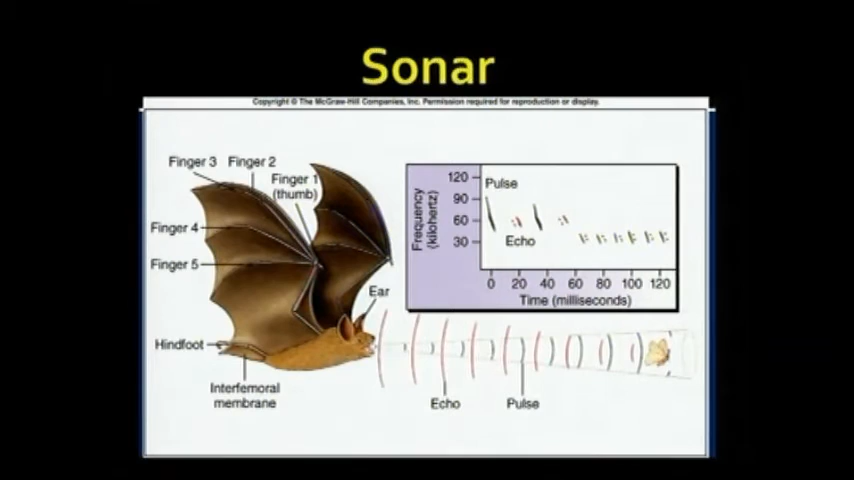 Sonar
Copyright © The McGraw-Hill Companies, Inc. Permission required for reproduction or display.
Finger 3
Finger 2
Finger 1
(thumb)
Finger 4
Finger 5
Ear
Hindfoot
Interfemoral
membrane
Echo
Pulse
Frequency
(kilohertz)
120
90
60
30
Pulse
Echo
0 20 40 60 80 100 120
Time (milliseconds)